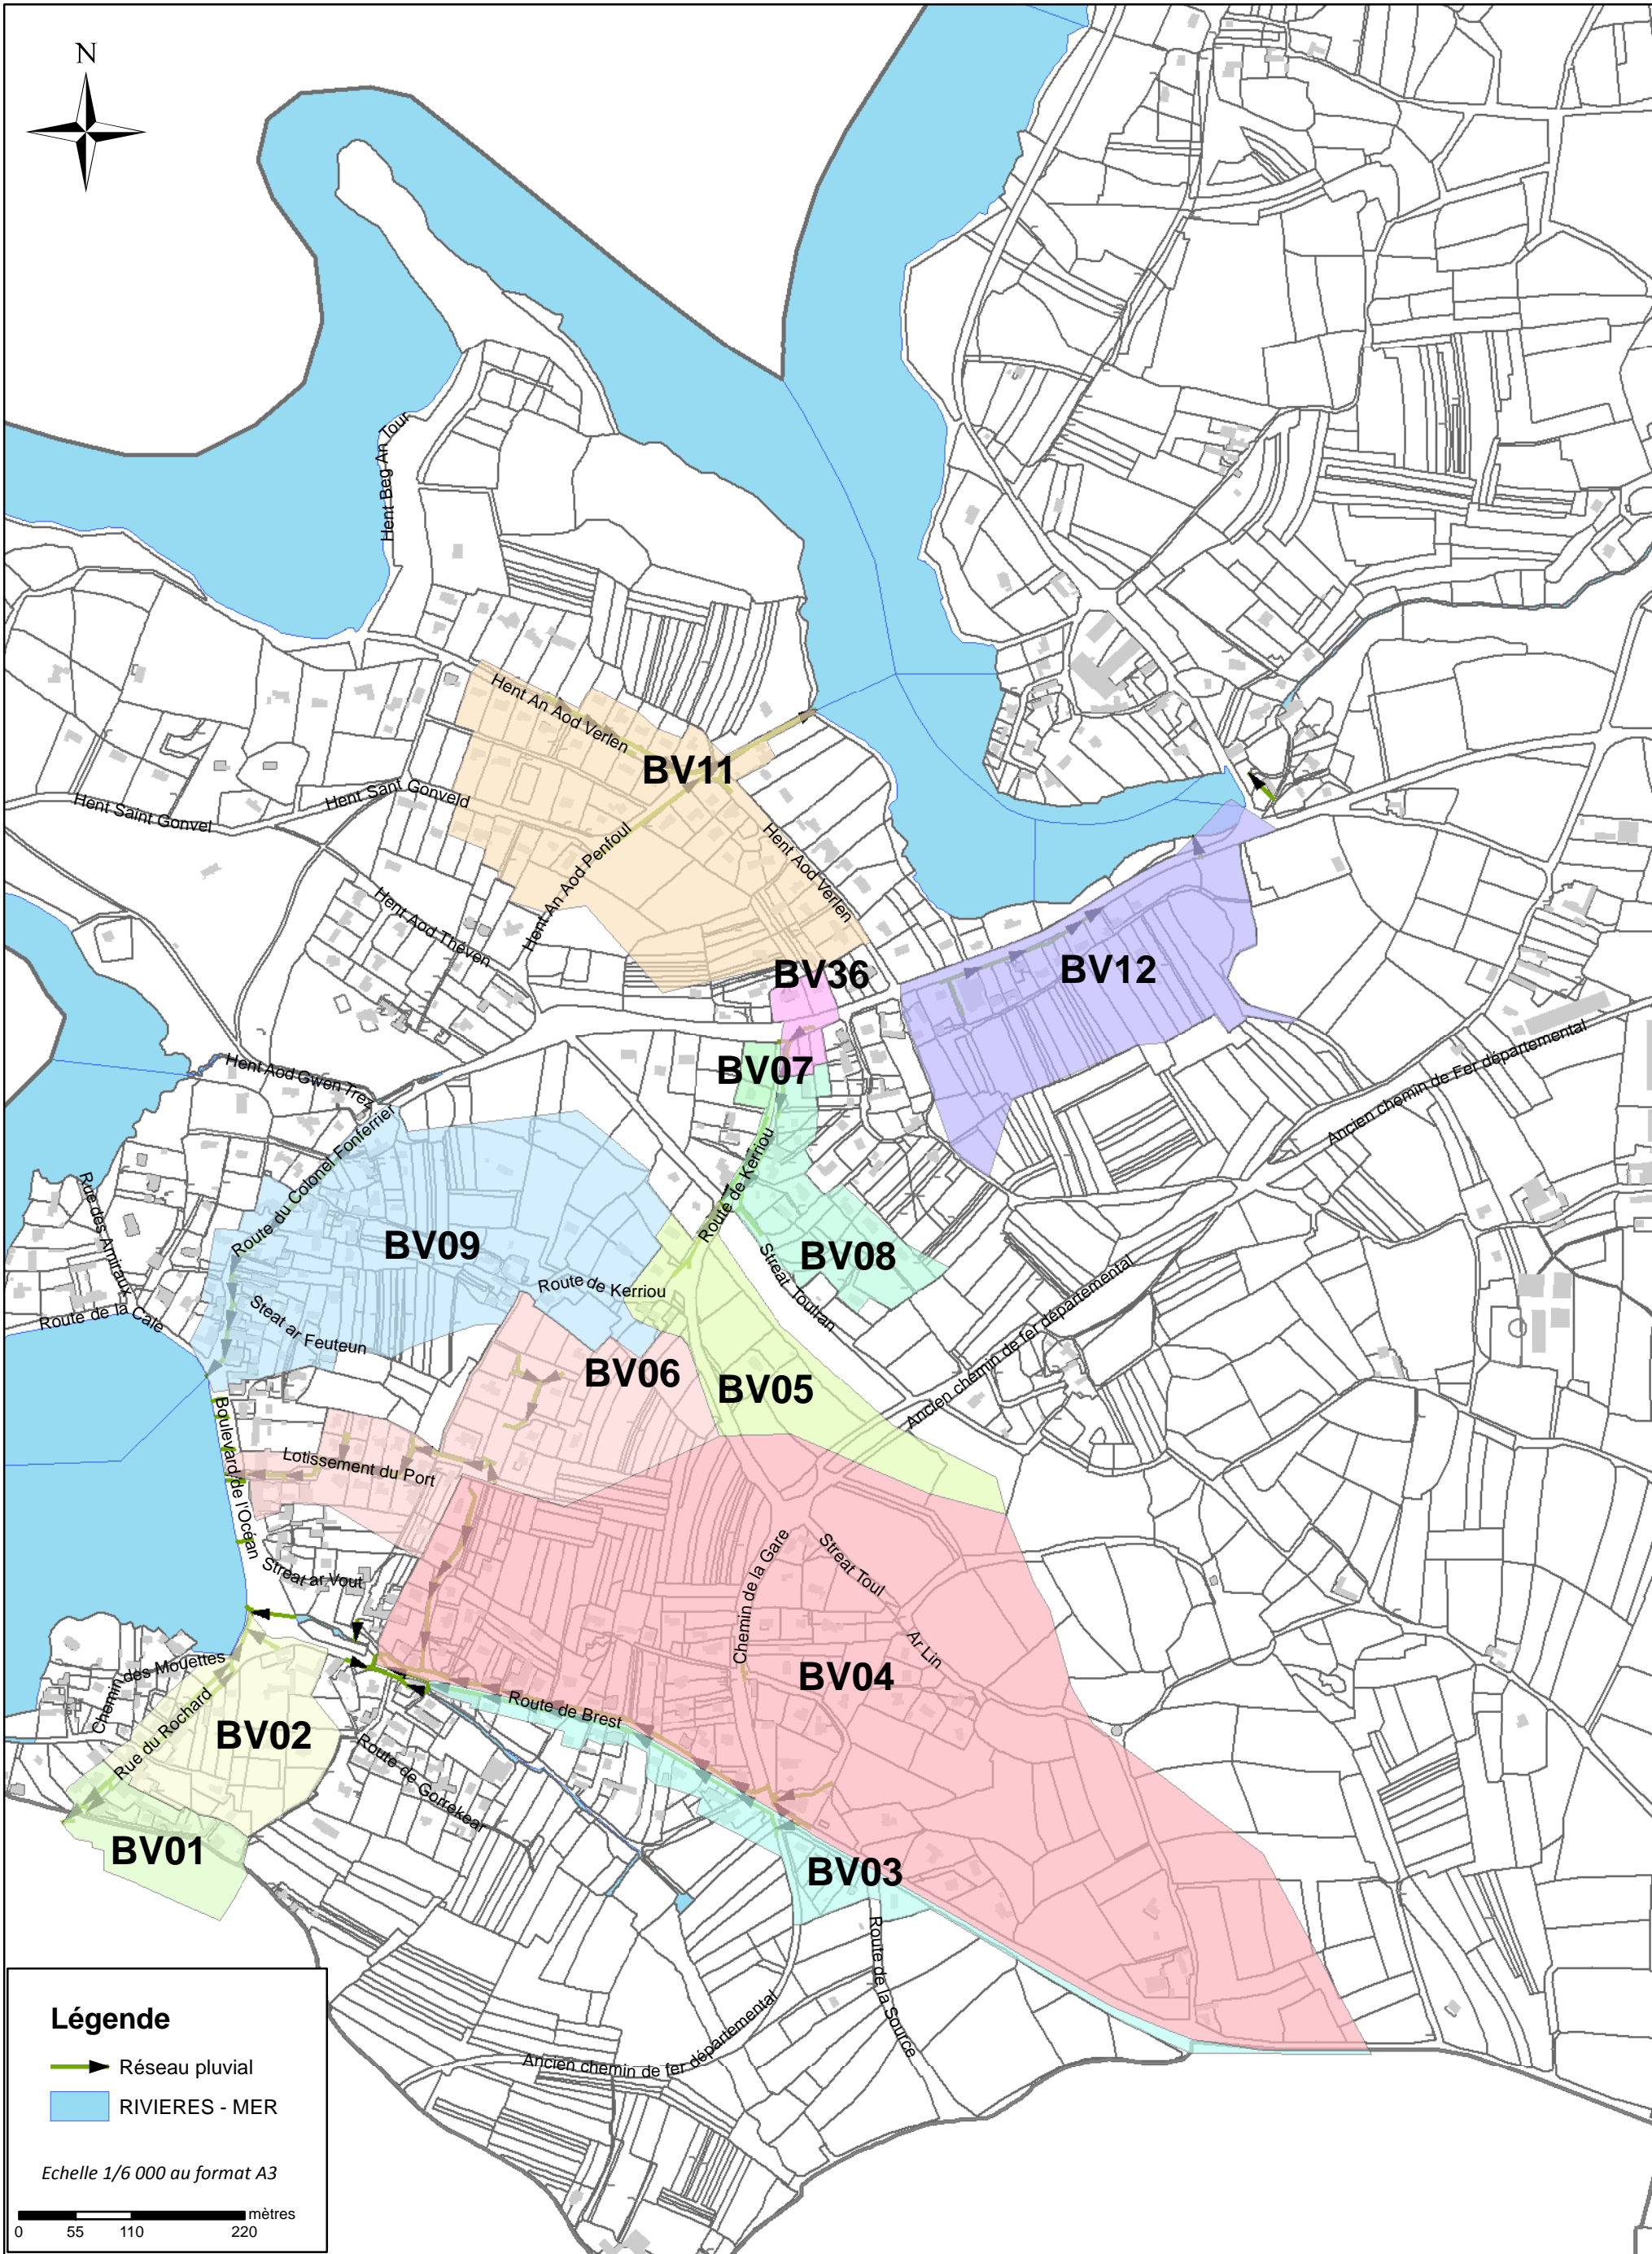 N
Hent Beg An Tour
Hent An Aod Verlen
BV11
Hent Saint Gonvel
Hent Sant Gonveld
Hent An Aod Penfoul
Hent Aod Verlen
Hent Aod Théven
BV36
BV12
Hent Aod Gwen Trez
BV07
Ancien chemin de Fer départemental
Route du Colonel Fonferrier
Rue des Amiraux
Route de Kerriou
BV09
BV08
Route de Kerriou
Streat Toullan
Route de la Cale
Steat ar Feuteun
Ancien chemin de fer départemental
BV06
BV05
Boulevard de l'Océan
Lotissement du Port
Streat ar Vout
Chemin de la Gare
Streat Toul
Ar Lin
Chemin des Mouettes
BV04
Rue du Rochard
Route de Brest
BV02
Route de Gorrekear
BV01
BV03
Route de la Source
Ancien chemin de fer départemental
Légende
Réseau pluvial
RIVIERES - MER
Echelle 1/6 000 au format A3
mètres
0 55 110 220